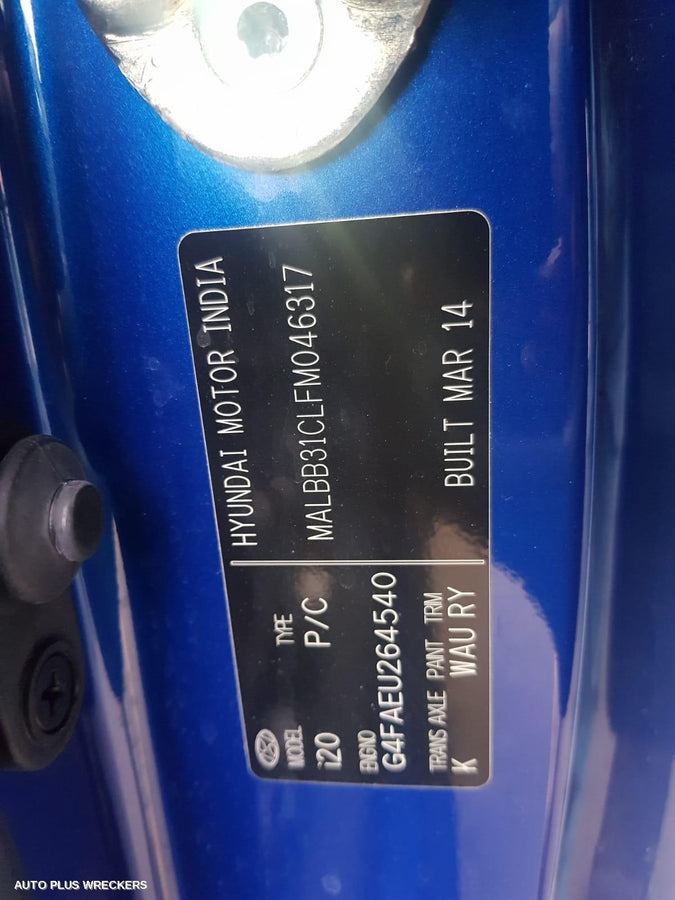 HYUNDAI MOTOR INDIA
MODEL TYPE
i20 P/C MALBB31CLFM046317
ENGNO
G4FAEU264540
TRANS AXLE PAINT TRIM
K WAU RY BUILT MAR 14
AUTO PLUS WRECKERS